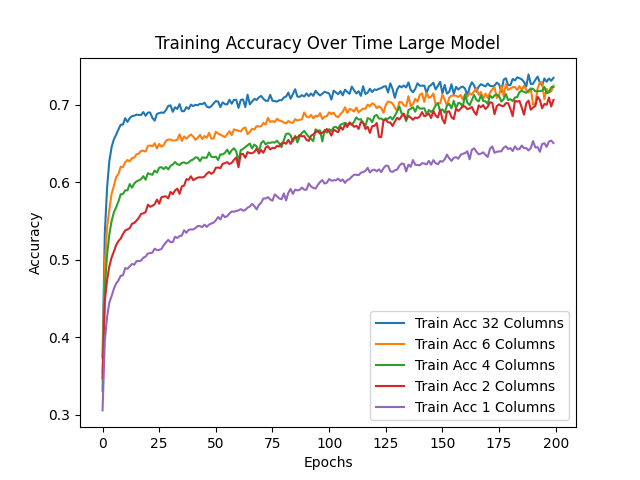 Training Accuracy Over Time Large Model
Accuracy
0.7
0.6
0.5
0.4
0.3
Train Acc 32 Columns
Train Acc 6 Columns
Train Acc 4 Columns
Train Acc 2 Columns
Train Acc 1 Columns
0 25 50 75 100 125 150 175 200
Epochs